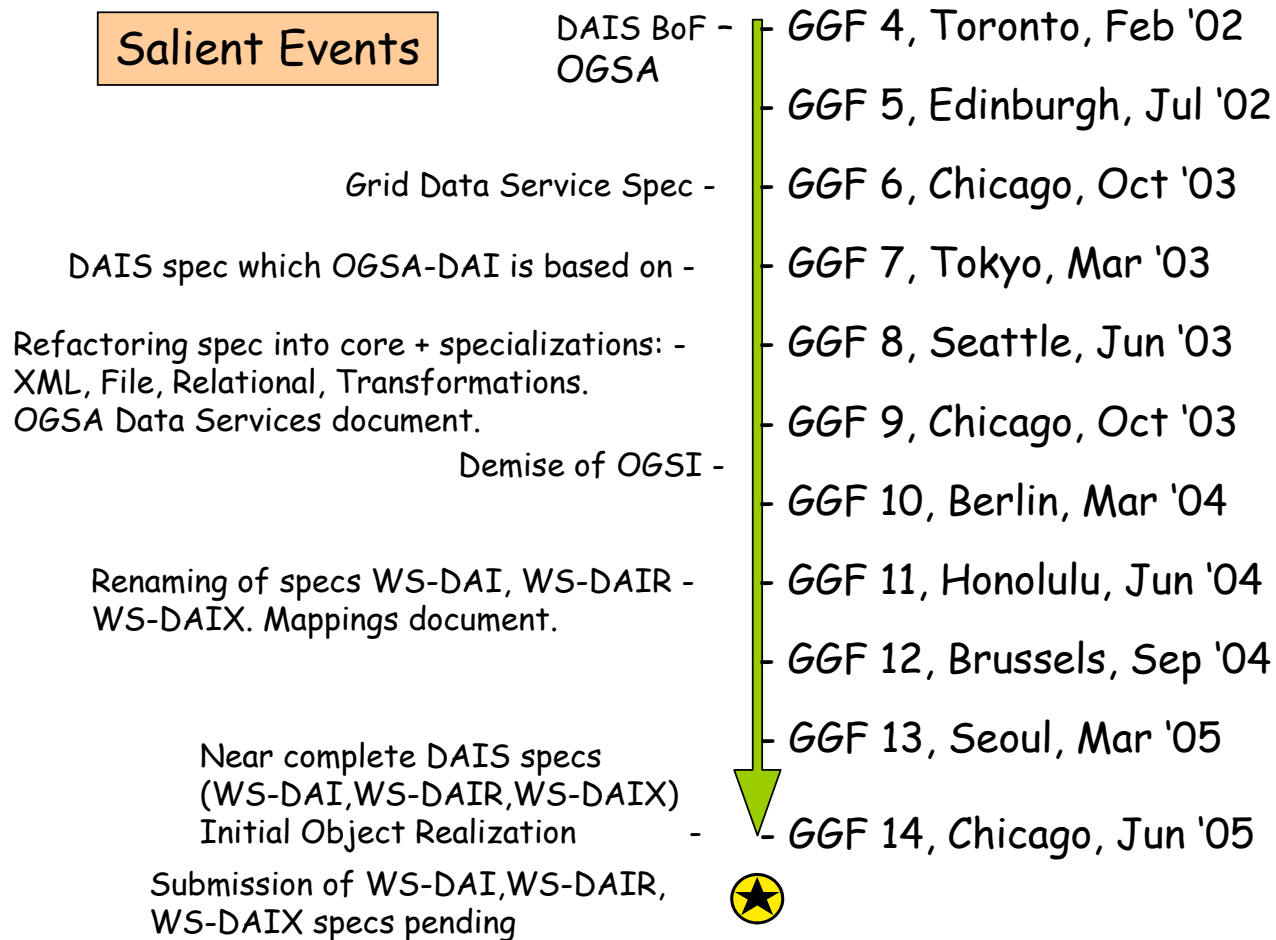 Salient Events
DAIS BoF –
OGSA
- GGF 4, Toronto, Feb ‘02
- GGF 5, Edinburgh, Jul ‘02
Grid Data Service Spec -
- GGF 6, Chicago, Oct ‘03
DAIS spec which OGSA-DAI is based on -
- GGF 7, Tokyo, Mar ‘03
Refactoring spec into core + specializations: -
XML, File, Relational, Transformations.
OGSA Data Services document.
- GGF 8, Seattle, Jun ‘03
- GGF 9, Chicago, Oct ‘03
Demise of OGSI -
- GGF 10, Berlin, Mar ‘04
Renaming of specs WS-DAI, WS-DAIR -
WS-DAIX. Mappings document.
- GGF 11, Honolulu, Jun ‘04
- GGF 12, Brussels, Sep ‘04
- GGF 13, Seoul, Mar ‘05
Near complete DAIS specs
(WS-DAI,WS-DAIR,WS-DAIX)
Initial Object Realization -
- GGF 14, Chicago, Jun ‘05
Submission of WS-DAI,WS-DAIR,
WS-DAIX specs pending